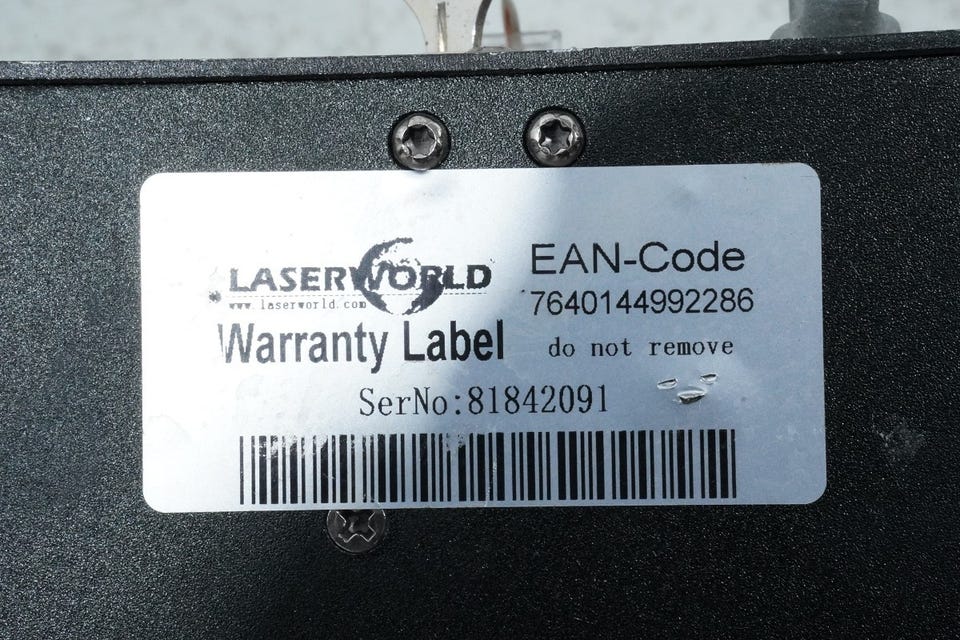 LASERWORLD
www.laserworld.com
Warranty Label
EAN-Code
7640144992286
do not remove
SerNo:81842091